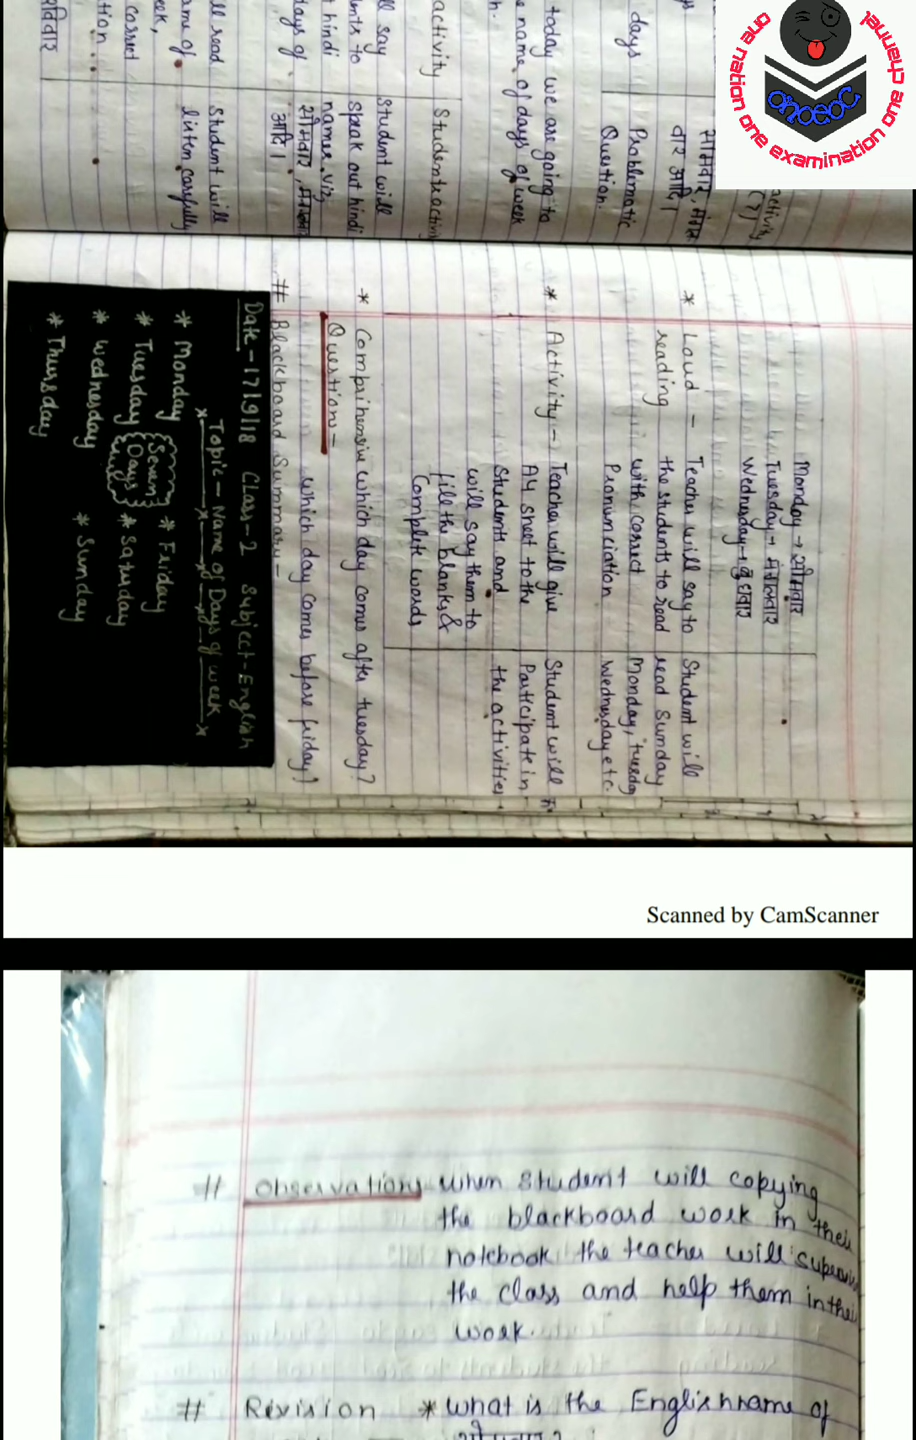 one nation one examination one channel
onoeoc
days
Problematic
Question.
today we are going to
name of days of week
activity
say
Student will
speak out hindi
names viz
सोमवार, मंगलवार
आदि।
Student will
listen carefully
Monday → सोमवार
Tuesday → मंगलवार
Wednesday → बुधवार
* Loud - Teacher will say to Student will
reading the students to read read Sunday
with correct Monday, tuesday
Pronunciation Wednesday etc.
* Activity → Teacher will give Student will
A4 sheet to the Participate in
Students and the activities.
will say them to
fill the blanks &
Complete words
* Comprihensive which day comes after tuesday?
Question- which day comes before friday?
# Blackboard Summary-
Date - 17/9/18 Class-2 Subject-English
Topic- Name of Days of week
* Monday * Friday
* Tuesday * Saturday
Seven
Days
* Wednesday * Sunday
* Thursday
Scanned by CamScanner
# Observation when student will copying
the blackboard work in their
notebook the teacher will supervise
the class and help them in their
work.
# Revision * what is the English name of